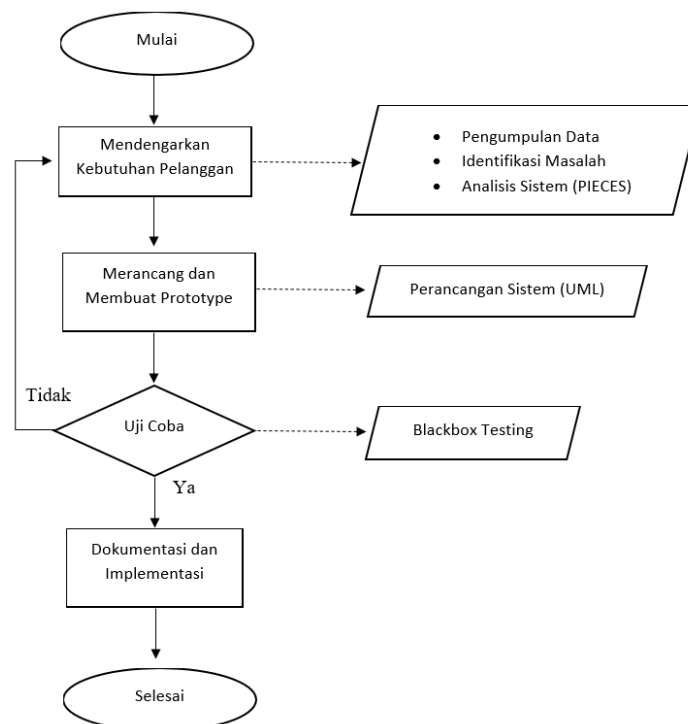 Mulai
Mendengarkan
Kebutuhan Pelanggan
• Pengumpulan Data
• Identifikasi Masalah
• Analisis Sistem (PIECES)
Merancang dan
Membuat Prototype
Perancangan Sistem (UML)
Tidak
Uji Coba
Blackbox Testing
Ya
Dokumentasi dan
Implementasi
Selesai